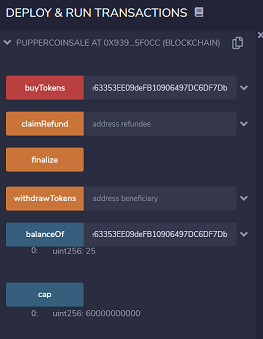 DEPLOY & RUN TRANSACTIONS
PUPPERCOINSALE AT 0X939...5F0CC (BLOCKCHAIN)
buyTokens 63353EE09deFB10906497DC6DF7Db
claimRefund address refundee
finalize
withdrawTokens address beneficiary
balanceOf 63353EE09deFB10906497DC6DF7Db
0: uint256: 25
cap
0: uint256: 60000000000